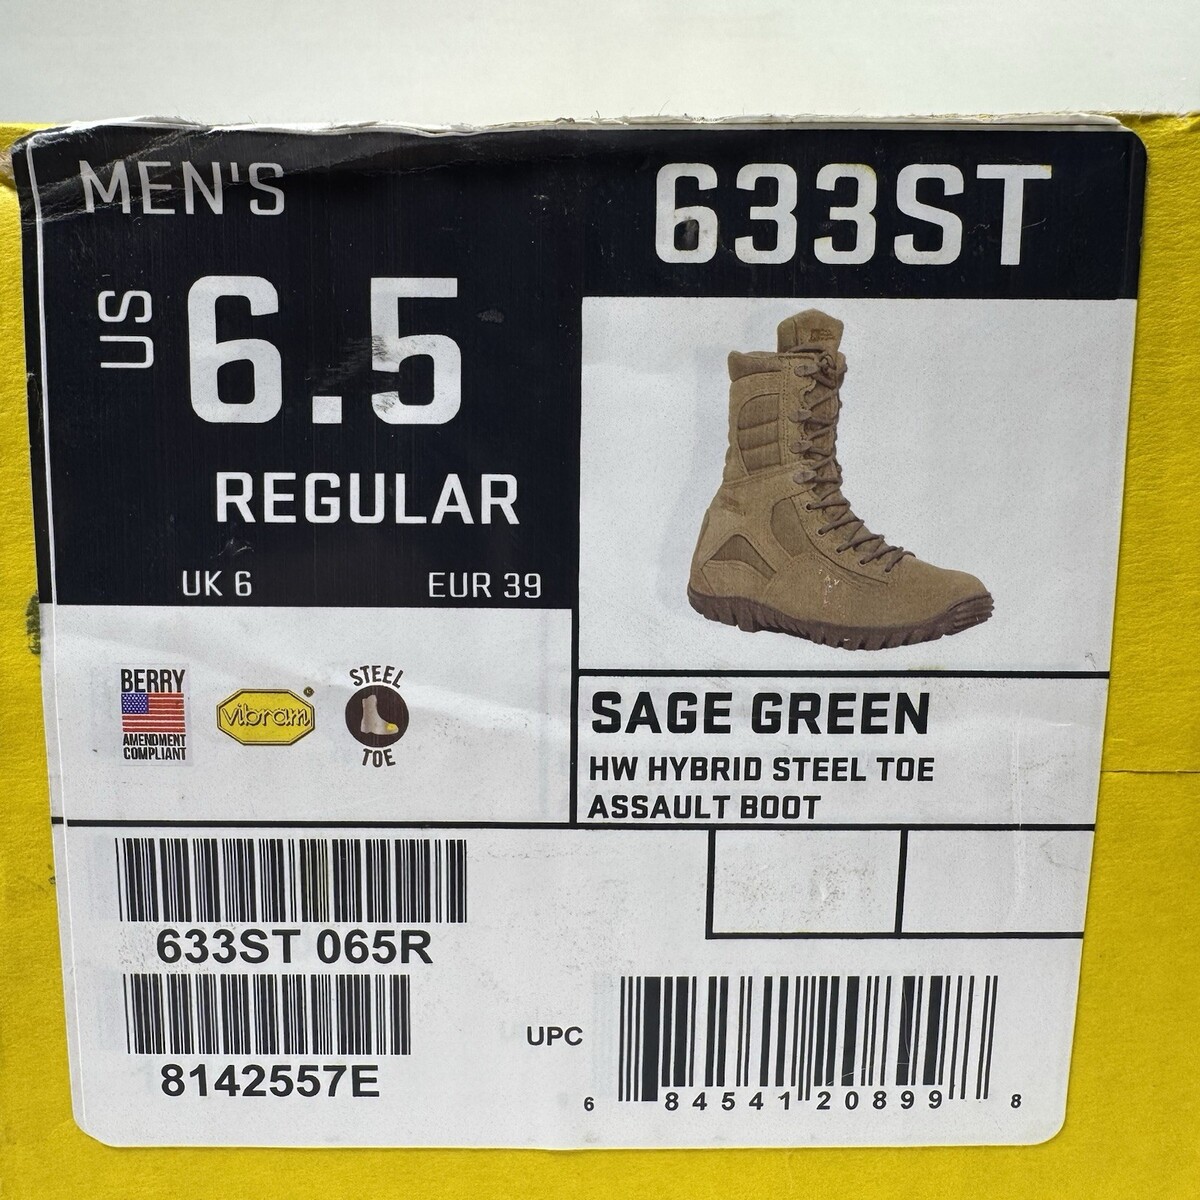 MEN'S
633ST
US
6.5
REGULAR
UK 6 EUR 39
BERRY
AMENDMENT
COMPLIANT
vibram®
STEEL
TOE
SAGE GREEN
HW HYBRID STEEL TOE
ASSAULT BOOT
633ST 065R
8142557E
UPC
6 84541 20899 8